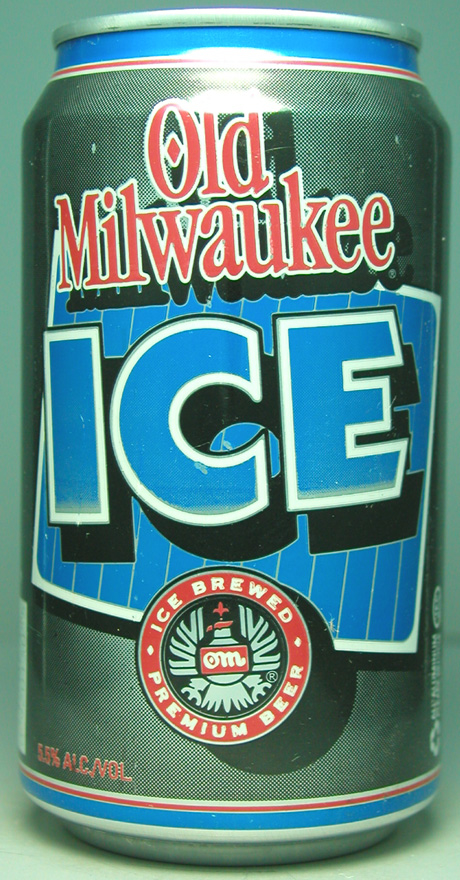 Old
Milwaukee
ICE
ICE BREWED
om
PREMIUM BEER
5.5% ALC./VOL.